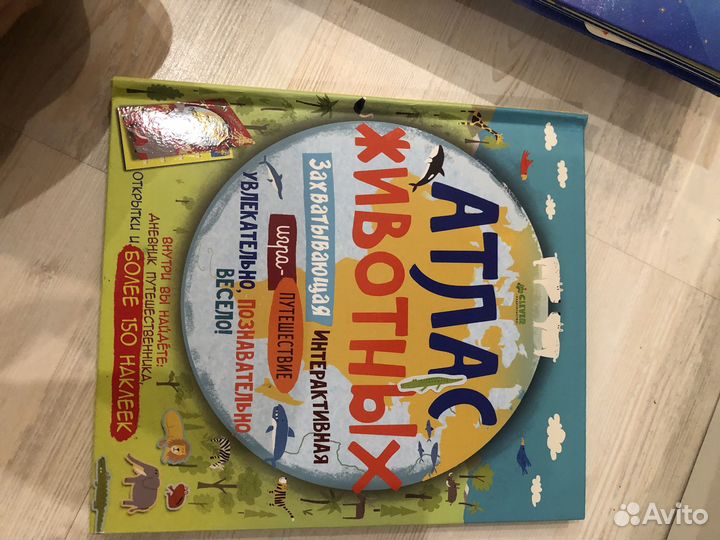 АТЛАС
ЖИВОТНЫХ
Захватывающая
ИНТЕРАКТИВНАЯ
игра-
ПУТЕШЕСТВИЕ
УВЛЕКАТЕЛЬНО, ПОЗНАВАТЕЛЬНО
ВЕСЕЛО!
CLEVER
ВНУТРИ ВЫ НАЙДЁТЕ:
ДНЕВНИК ПУТЕШЕСТВЕННИКА,
ОТКРЫТКИ И БОЛЕЕ 150 НАКЛЕЕК
Avito